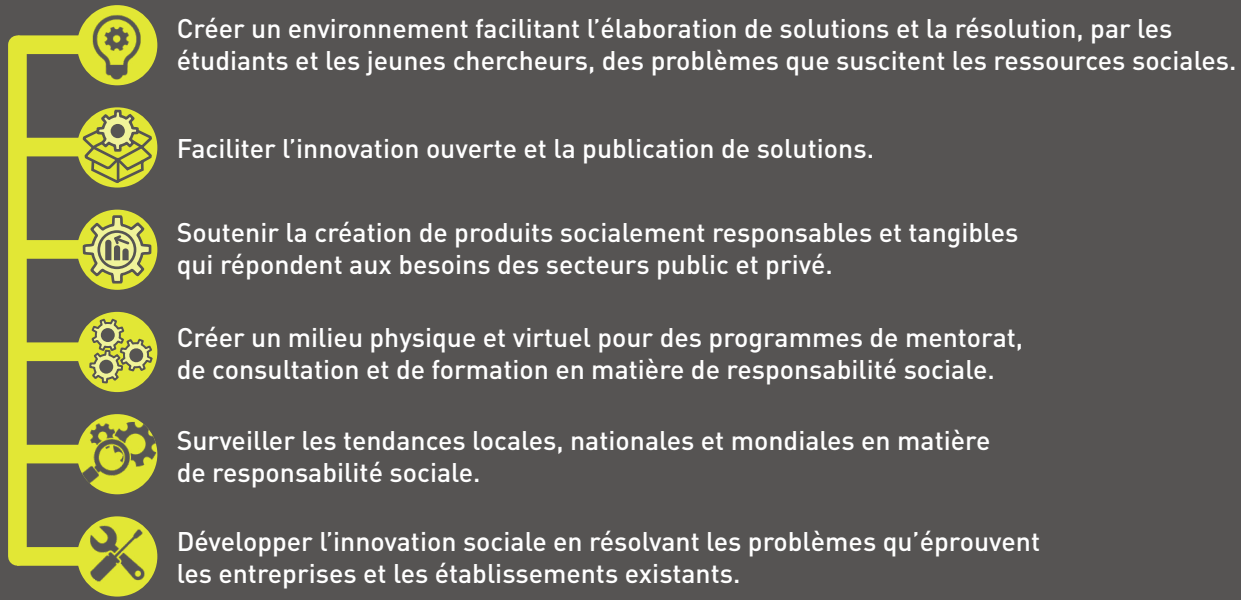 Créer un environnement facilitant l’élaboration de solutions et la résolution, par les
étudiants et les jeunes chercheurs, des problèmes que suscitent les ressources sociales.
Faciliter l’innovation ouverte et la publication de solutions.
Soutenir la création de produits socialement responsables et tangibles
qui répondent aux besoins des secteurs public et privé.
Créer un milieu physique et virtuel pour des programmes de mentorat,
de consultation et de formation en matière de responsabilité sociale.
Surveiller les tendances locales, nationales et mondiales en matière
de responsabilité sociale.
Développer l’innovation sociale en résolvant les problèmes qu’éprouvent
les entreprises et les établissements existants.